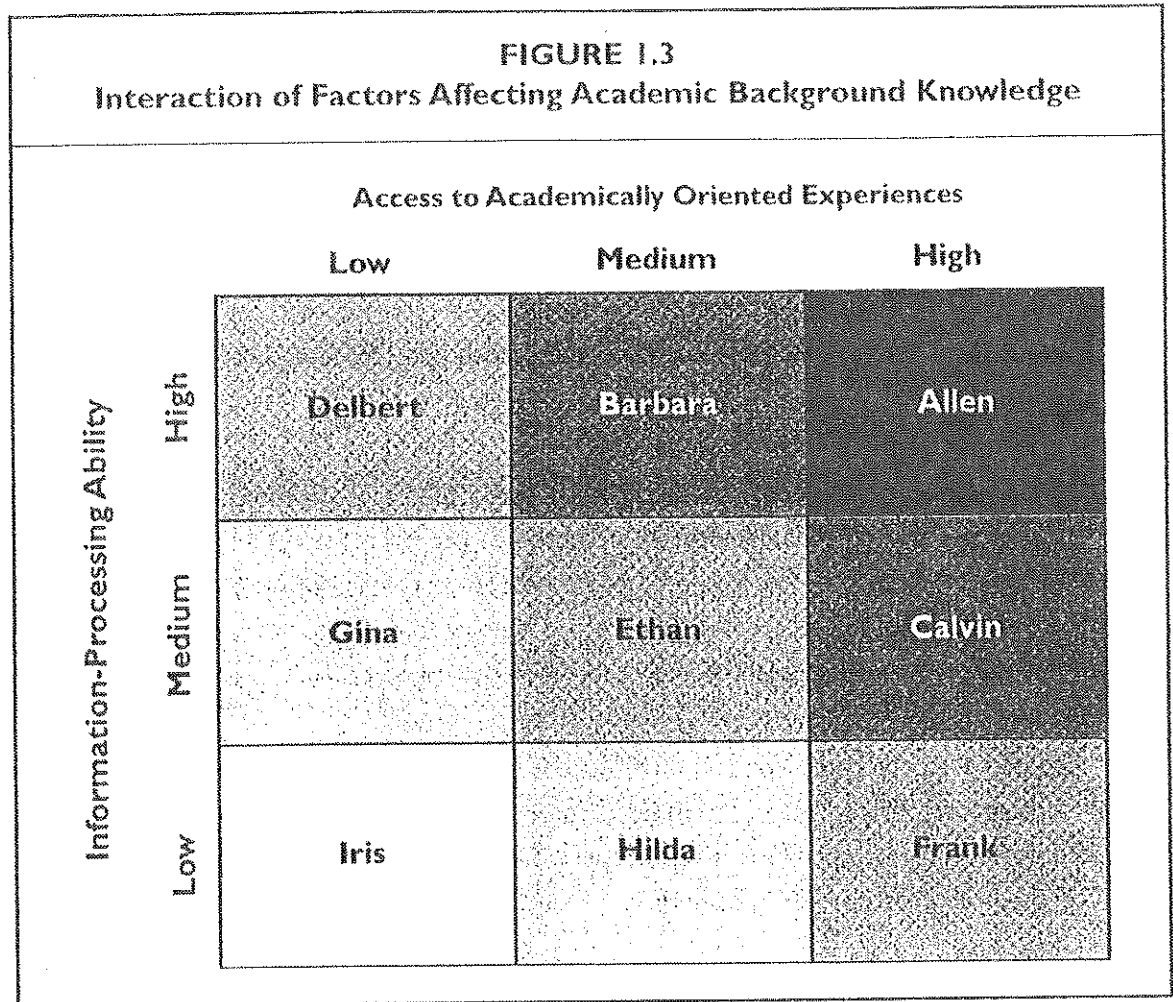 FIGURE 1.3
Interaction of Factors Affecting Academic Background Knowledge
Access to Academically Oriented Experiences
Low Medium High
Information-Processing Ability
High
Delbert Barbara Allen
Medium
Gina Ethan Calvin
Low
Iris Hilda Frank